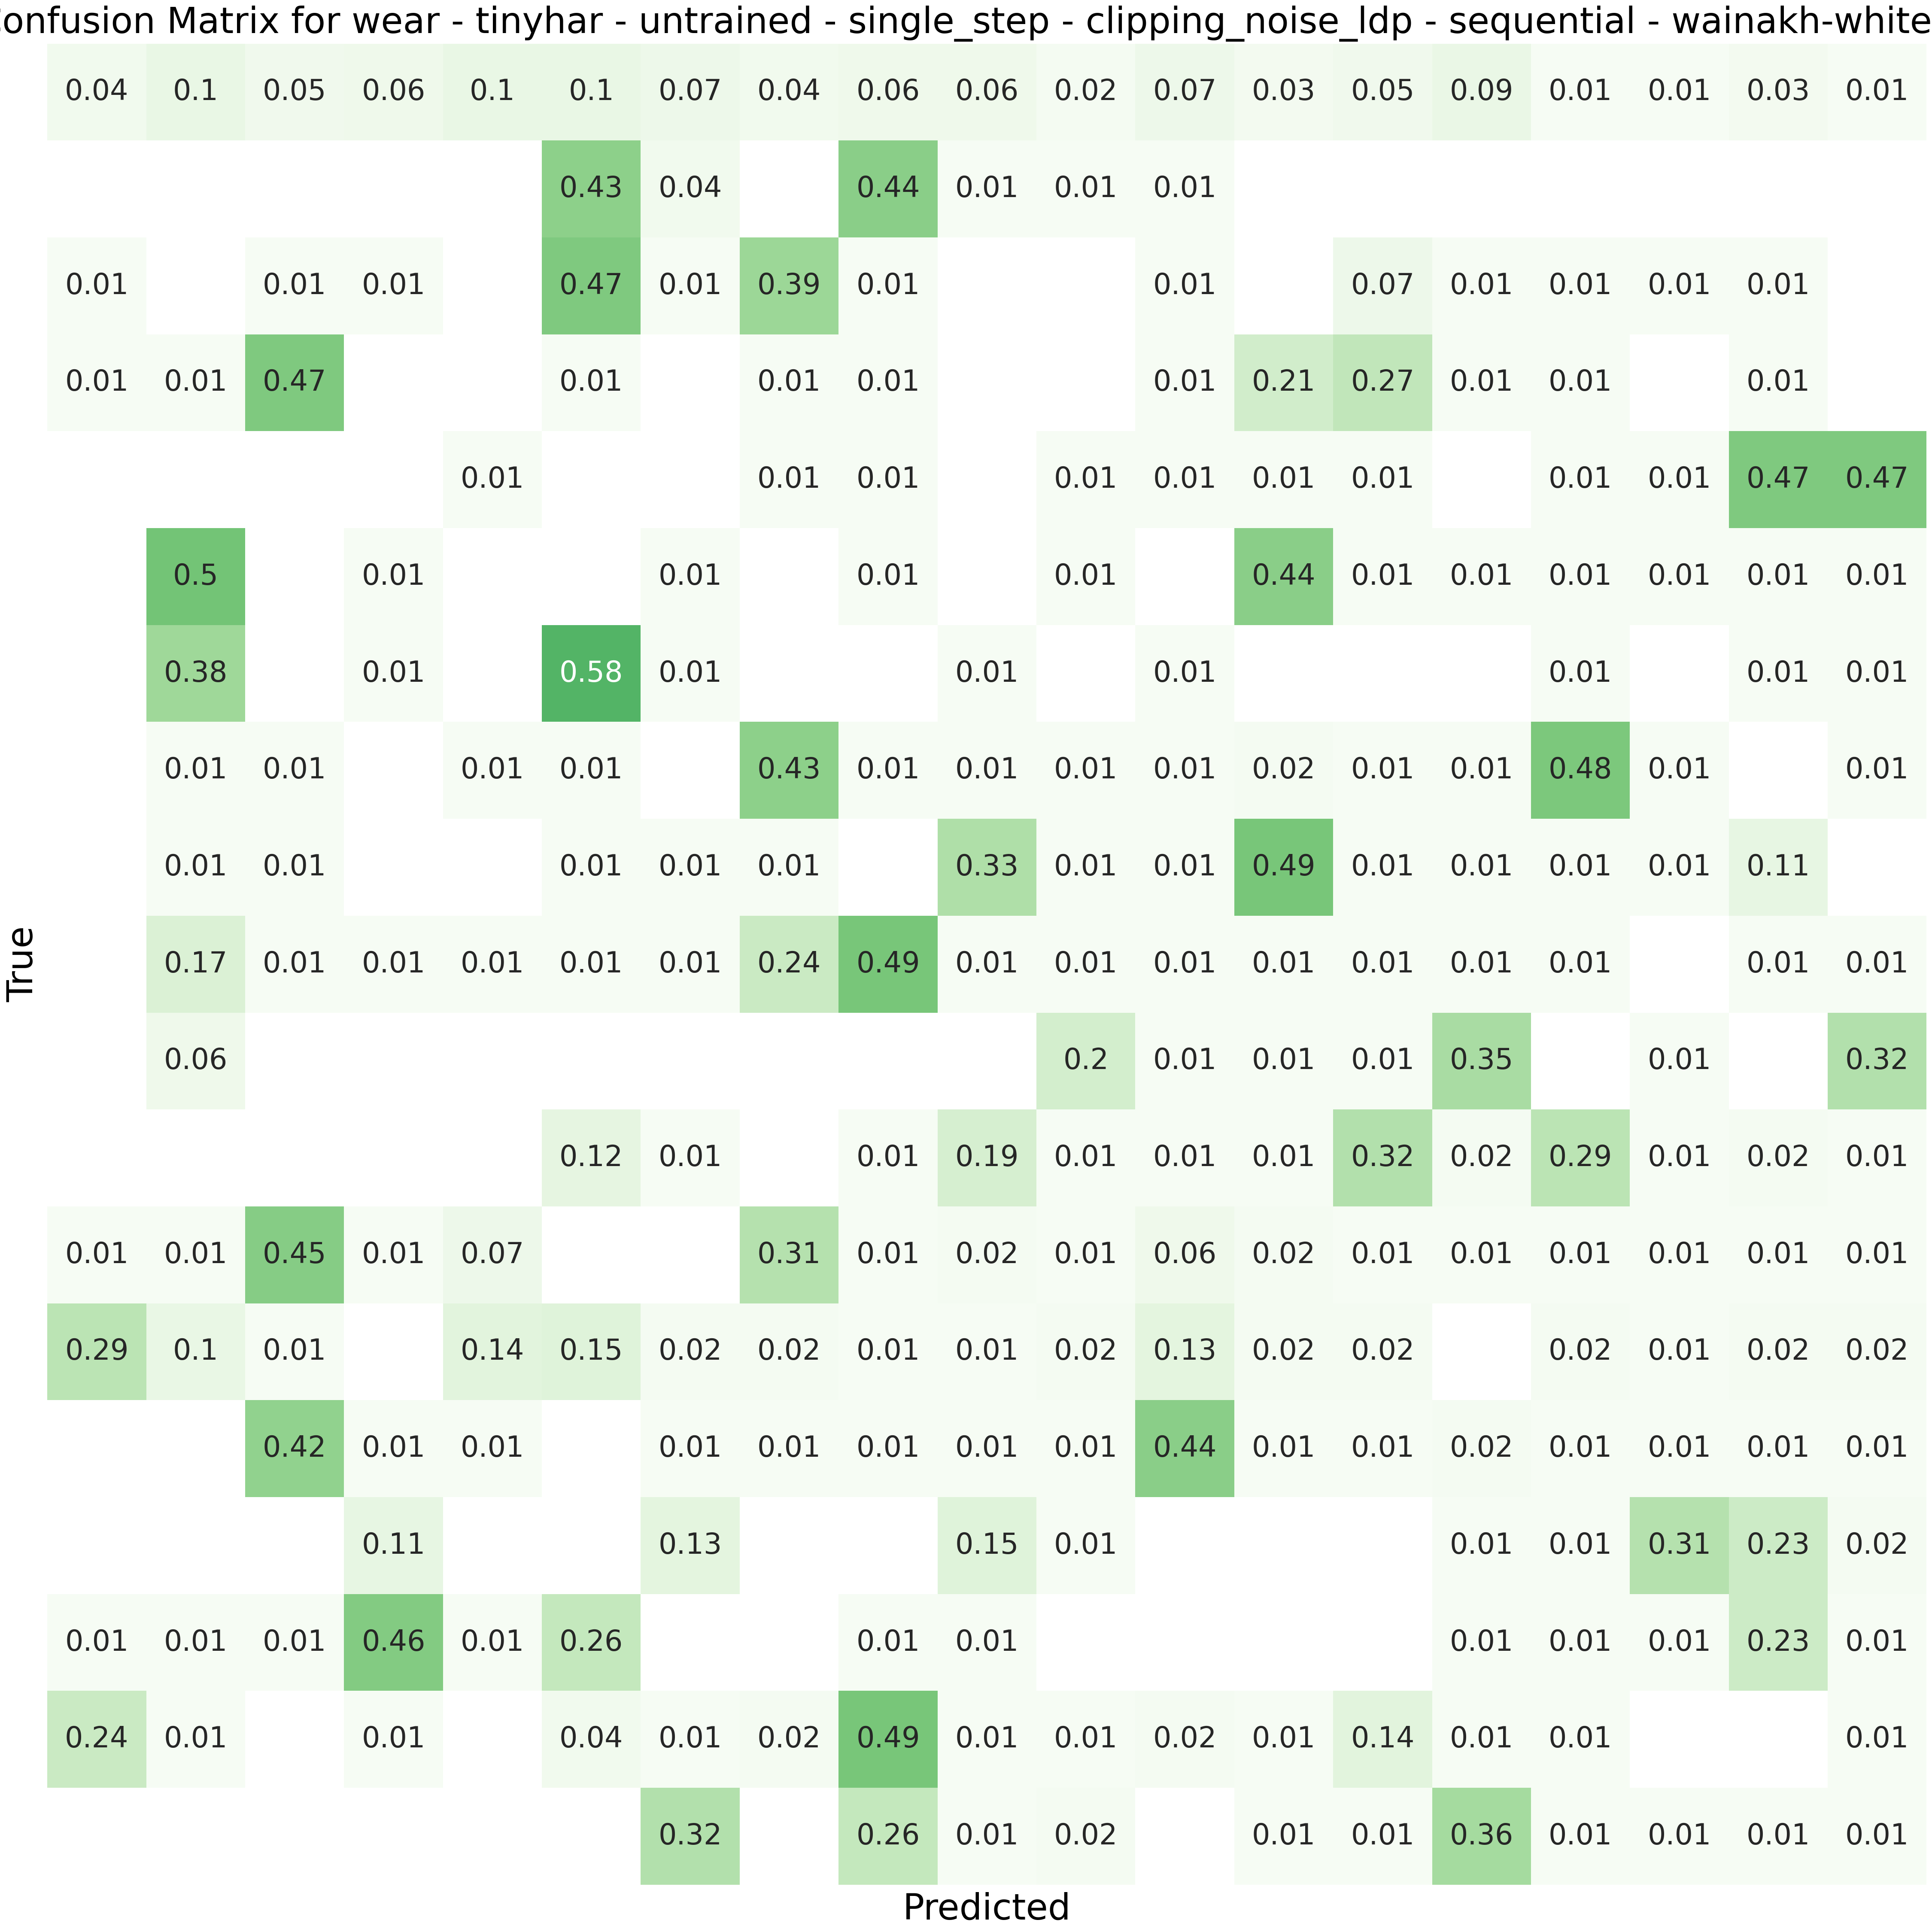 onfusion Matrix for wear - tinyhar - untrained - single_step - clipping_noise_ldp - sequential - wainakh-white
0.04 0.1 0.05 0.06 0.1 0.1 0.07 0.04 0.06 0.06 0.02 0.07 0.03 0.05 0.09 0.01 0.01 0.03 0.01
0.43 0.04 0.44 0.01 0.01 0.01
0.01 0.01 0.01 0.47 0.01 0.39 0.01 0.01 0.07 0.01 0.01 0.01 0.01
0.01 0.01 0.47 0.01 0.01 0.01 0.01 0.21 0.27 0.01 0.01 0.01
0.01 0.01 0.01 0.01 0.01 0.01 0.01 0.01 0.01 0.47 0.47
0.5 0.01 0.01 0.01 0.01 0.44 0.01 0.01 0.01 0.01 0.01 0.01
0.38 0.01 0.58 0.01 0.01 0.01 0.01 0.01 0.01
0.01 0.01 0.01 0.01 0.43 0.01 0.01 0.01 0.01 0.02 0.01 0.01 0.48 0.01 0.01
0.01 0.01 0.01 0.01 0.01 0.33 0.01 0.01 0.49 0.01 0.01 0.01 0.01 0.11
0.17 0.01 0.01 0.01 0.01 0.01 0.24 0.49 0.01 0.01 0.01 0.01 0.01 0.01 0.01 0.01 0.01
0.06 0.2 0.01 0.01 0.01 0.35 0.01 0.32
0.12 0.01 0.01 0.19 0.01 0.01 0.01 0.32 0.02 0.29 0.01 0.02 0.01
0.01 0.01 0.45 0.01 0.07 0.31 0.01 0.02 0.01 0.06 0.02 0.01 0.01 0.01 0.01 0.01 0.01
0.29 0.1 0.01 0.14 0.15 0.02 0.02 0.01 0.01 0.02 0.13 0.02 0.02 0.02 0.01 0.02 0.02
0.42 0.01 0.01 0.01 0.01 0.01 0.01 0.01 0.44 0.01 0.01 0.02 0.01 0.01 0.01 0.01
0.11 0.13 0.15 0.01 0.01 0.01 0.31 0.23 0.02
0.01 0.01 0.01 0.46 0.01 0.26 0.01 0.01 0.01 0.01 0.01 0.23 0.01
0.24 0.01 0.01 0.04 0.01 0.02 0.49 0.01 0.01 0.02 0.01 0.14 0.01 0.01 0.01
0.32 0.26 0.01 0.02 0.01 0.01 0.36 0.01 0.01 0.01 0.01
True
Predicted